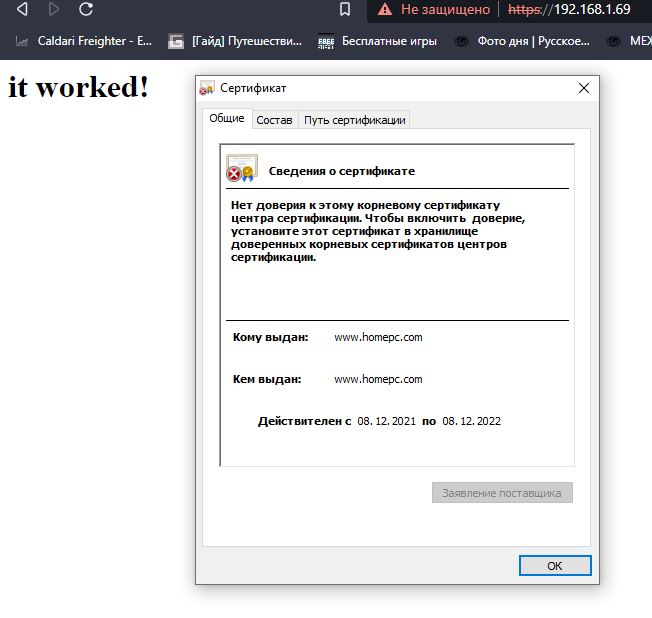 Не защищено https://192.168.1.69
Caldari Freighter - E... [Гайд] Путешестви... FREE Бесплатные игры Фото дня | Русское...
it worked!
Сертификат
Общие Состав Путь сертификации
Сведения о сертификате
Нет доверия к этому корневому сертификату
центра сертификации. Чтобы включить доверие,
установите этот сертификат в хранилище
доверенных корневых сертификатов центров
сертификации.
Кому выдан: www.homepc.com
Кем выдан: www.homepc.com
Действителен с 08.12.2021 по 08.12.2022
Заявление поставщика
ОК